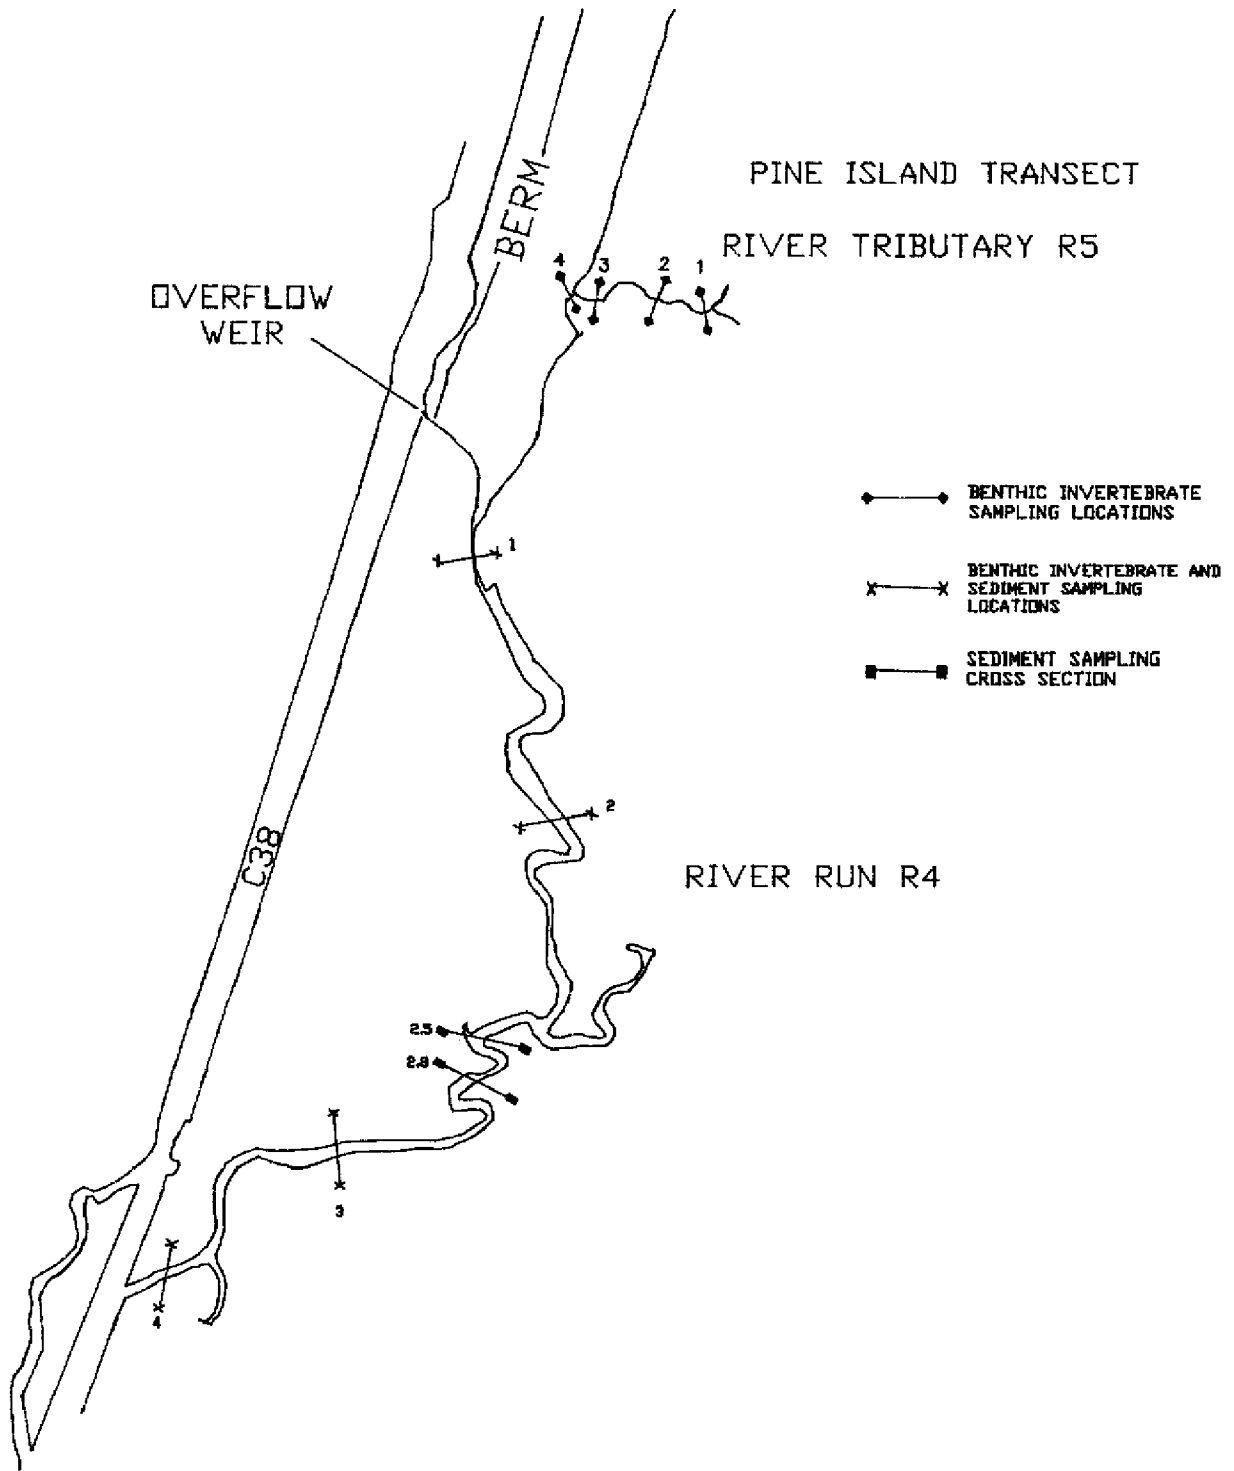 PINE ISLAND TRANSECT
BERM
RIVER TRIBUTARY R5
4
3
2
1
OVERFLOW
WEIR
BENTHIC INVERTEBRATE
SAMPLING LOCATIONS
1
BENTHIC INVERTEBRATE AND
SEDIMENT SAMPLING
LOCATIONS
SEDIMENT SAMPLING
CROSS SECTION
2
C38
RIVER RUN R4
2.5
2.8
3
4